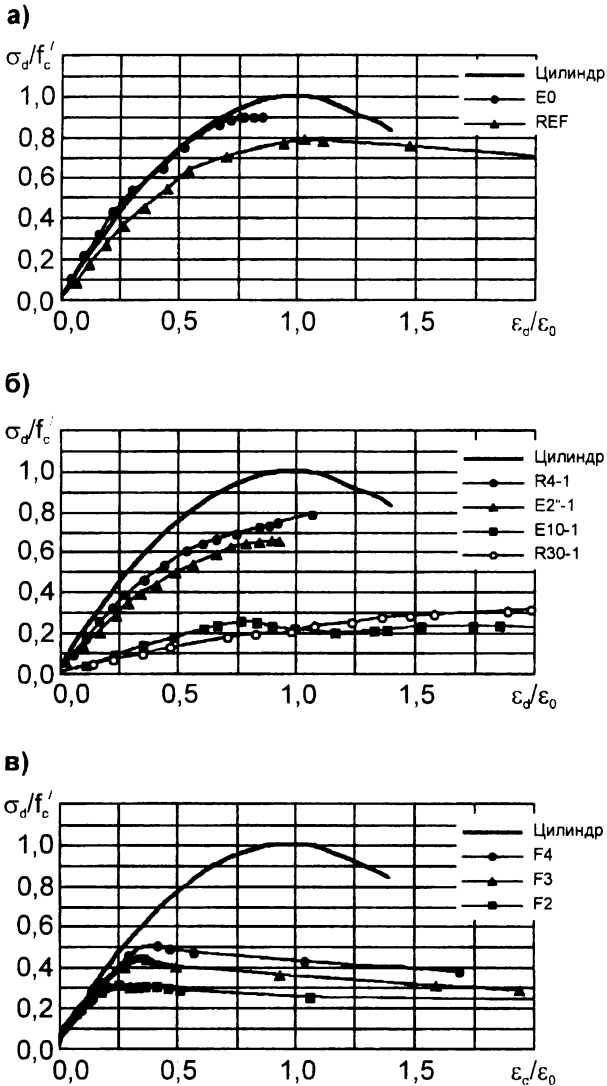 а)
σd/fc'
1,0
0,8
0,6
0,4
0,2
0,0
0,0 0,5 1,0 1,5 εd/ε0
Цилиндр
E0
REF
б)
σd/fc'
1,0
0,8
0,6
0,4
0,2
0,0
0,0 0,5 1,0 1,5 εd/ε0
Цилиндр
R4-1
E2"-1
E10-1
R30-1
в)
σd/fc'
1,0
0,8
0,6
0,4
0,2
0,0
0,0 0,5 1,0 1,5 εc/ε0
Цилиндр
F4
F3
F2